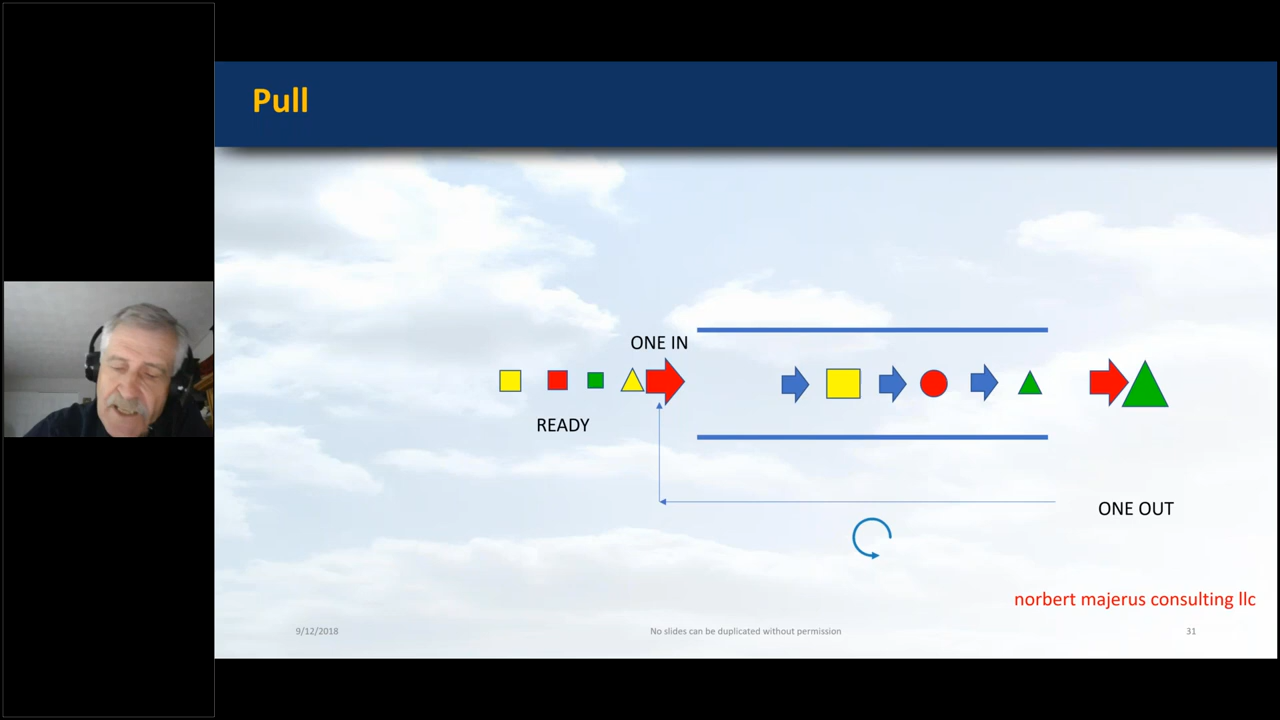 Pull
ONE IN
READY
ONE OUT
norbert majerus consulting llc
9/12/2018
No slides can be duplicated without permission
31